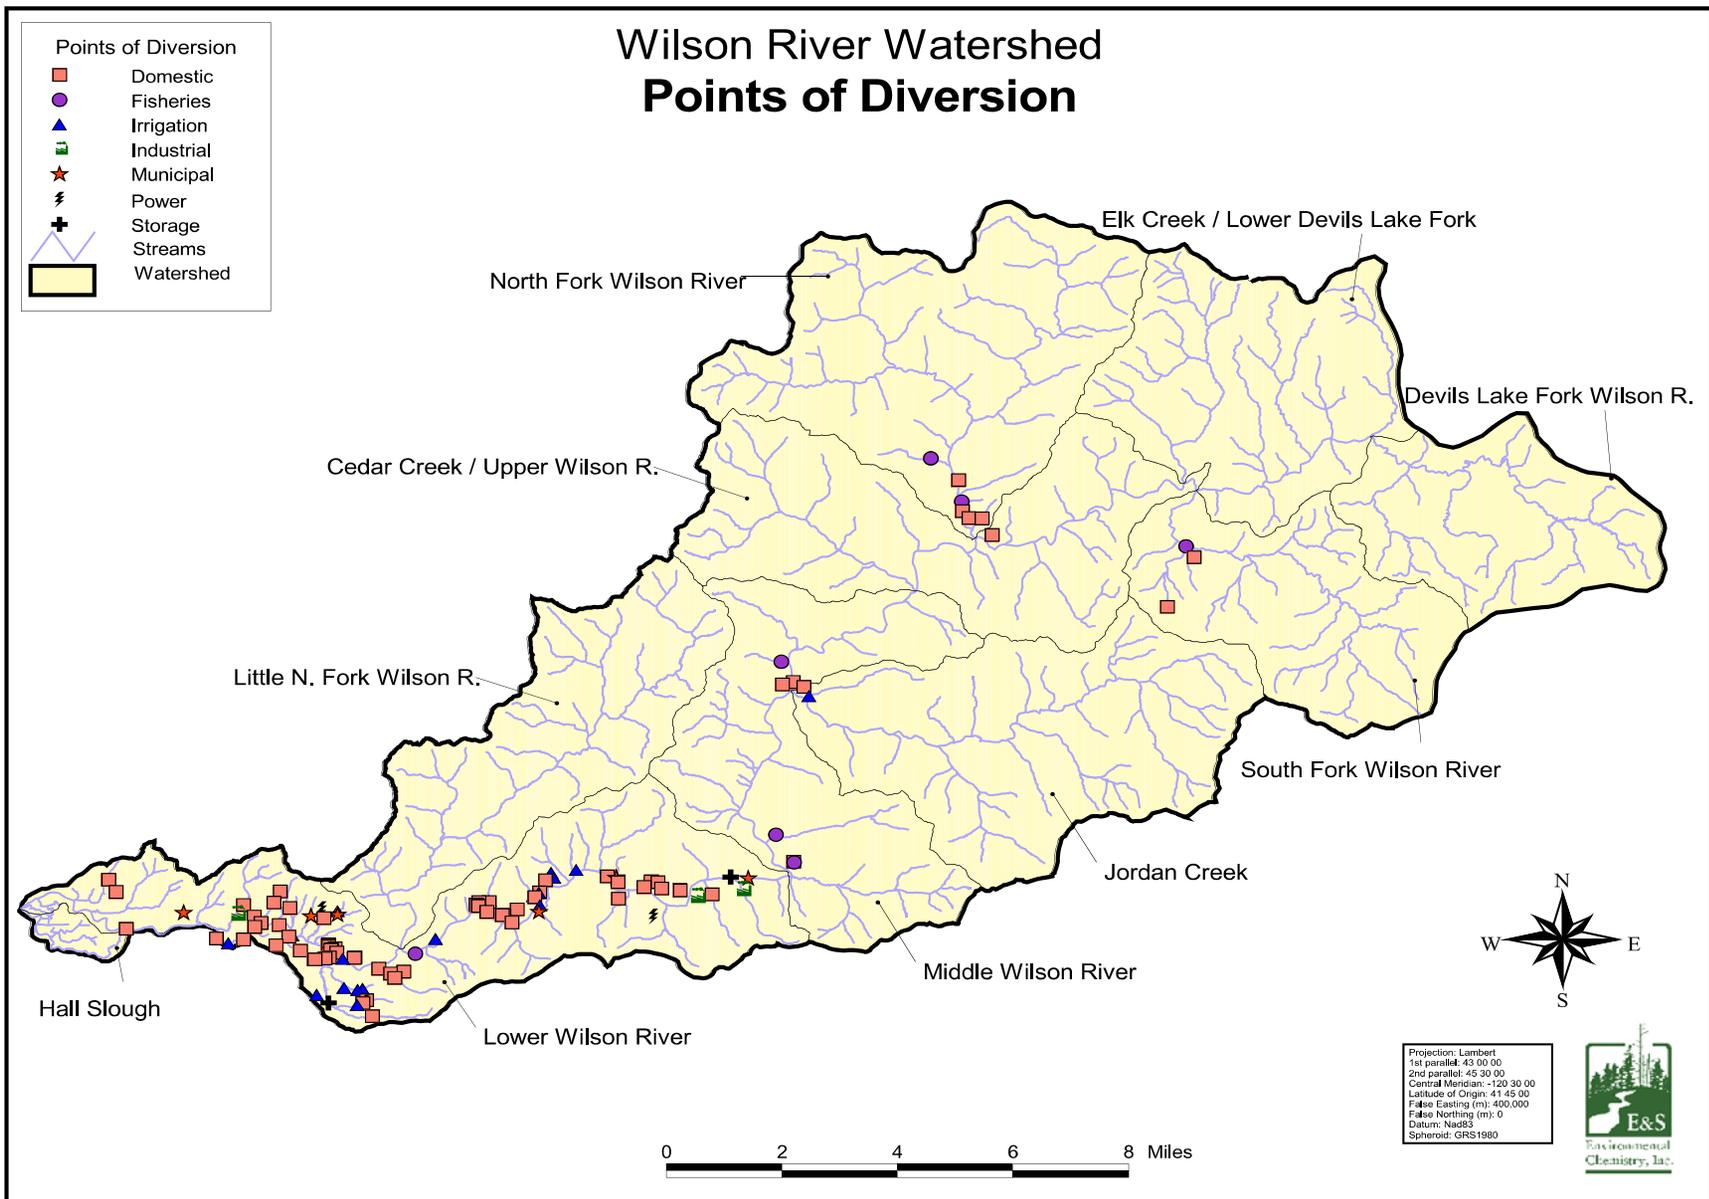 Wilson River Watershed
Points of Diversion
Points of Diversion
Domestic
Fisheries
Irrigation
Industrial
Municipal
Power
Storage
Streams
Watershed
Elk Creek / Lower Devils Lake Fork
North Fork Wilson River
Devils Lake Fork Wilson R.
Cedar Creek / Upper Wilson R.
Little N. Fork Wilson R.
South Fork Wilson River
Jordan Creek
Middle Wilson River
Hall Slough
Lower Wilson River
N
W E
S
Projection: Lambert
1st parallel: 43 00 00
2nd parallel: 45 30 00
Central Meridian: -120 30 00
Latitude of Origin: 41 45 00
False Easting (m): 400,000
False Northing (m): 0
Datum: Nad83
Spheroid: GRS1980
E&S
Environmental
Chemistry, Inc.
0 2 4 6 8 Miles